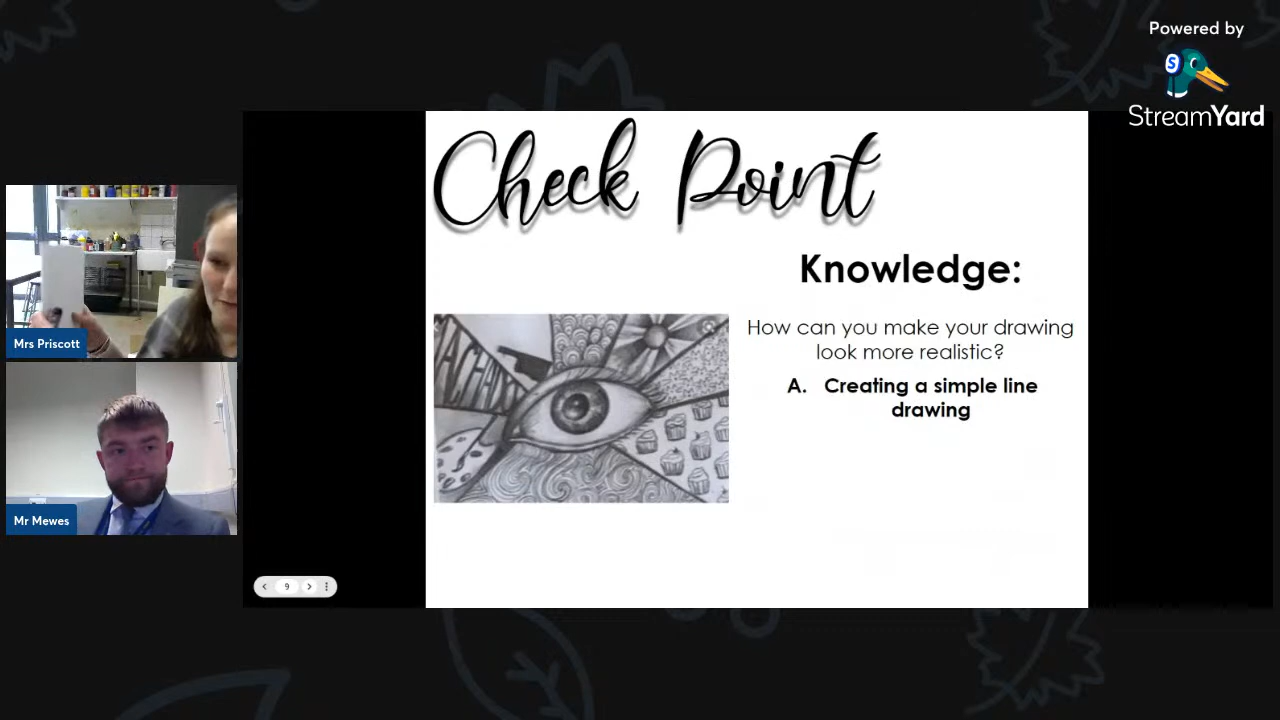 Powered by
StreamYard
Check Point
Knowledge:
How can you make your drawing
look more realistic?
A. Creating a simple line
drawing
Mrs Priscott
Mr Mewes
9